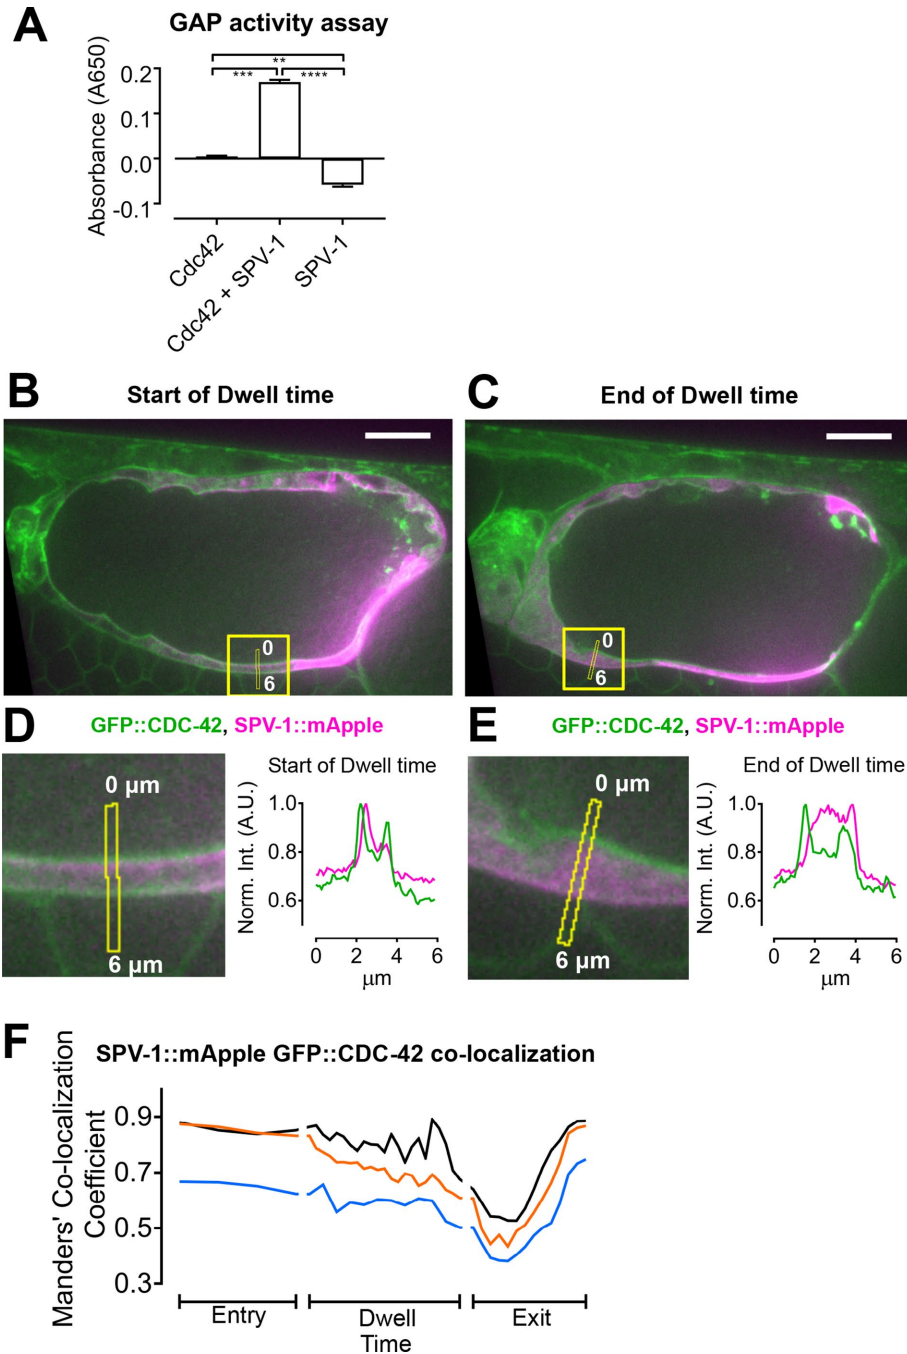 A
GAP activity assay
**
***
****
Absorbance (A650)
0.2
0.1
0.0
-0.1
Cdc42
Cdc42 + SPV-1
SPV-1
B
Start of Dwell time
0
6
C
End of Dwell time
0
6
D
GFP::CDC-42, SPV-1::mApple
0 µm
6 µm
Start of Dwell time
Norm. Int. (A.U.)
1.0
0.8
0.6
0 2 4 6
µm
E
GFP::CDC-42, SPV-1::mApple
0 µm
6 µm
End of Dwell time
Norm. Int. (A.U.)
1.0
0.8
0.6
0 2 4 6
µm
F
SPV-1::mApple GFP::CDC-42 co-localization
Manders' Co-localization
Coefficient
0.9
0.7
0.5
0.3
Entry
Dwell
Time
Exit